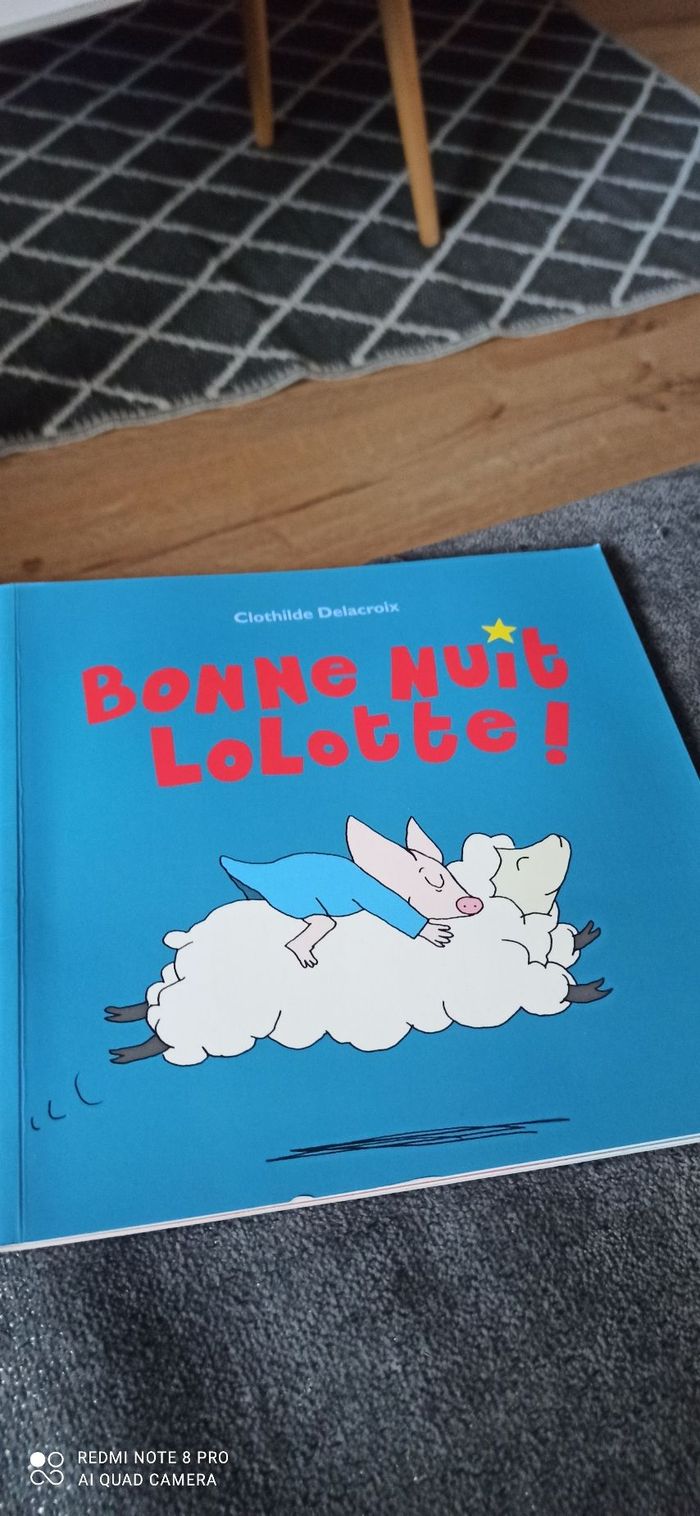 Clothilde Delacroix
BONNe NuIt
LoLotte !
REDMI NOTE 8 PRO
AI QUAD CAMERA